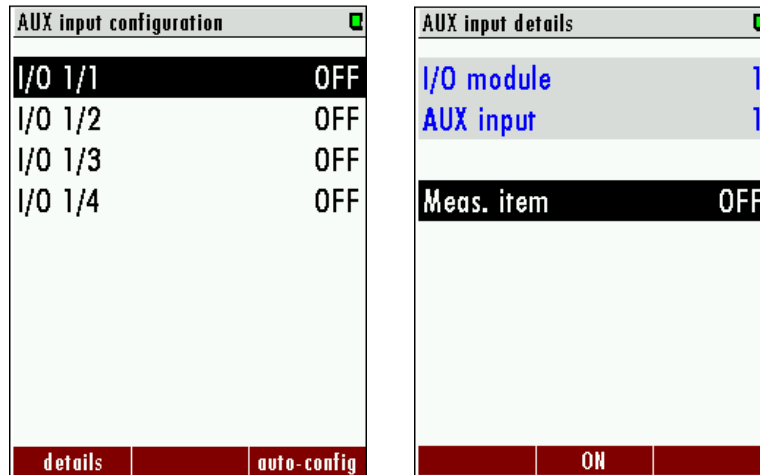 AUX input configuration
I/O 1/1 OFF
I/O 1/2 OFF
I/O 1/3 OFF
I/O 1/4 OFF
details auto-config
AUX input details
I/O module 1
AUX input 1
Meas. item OFF
ON